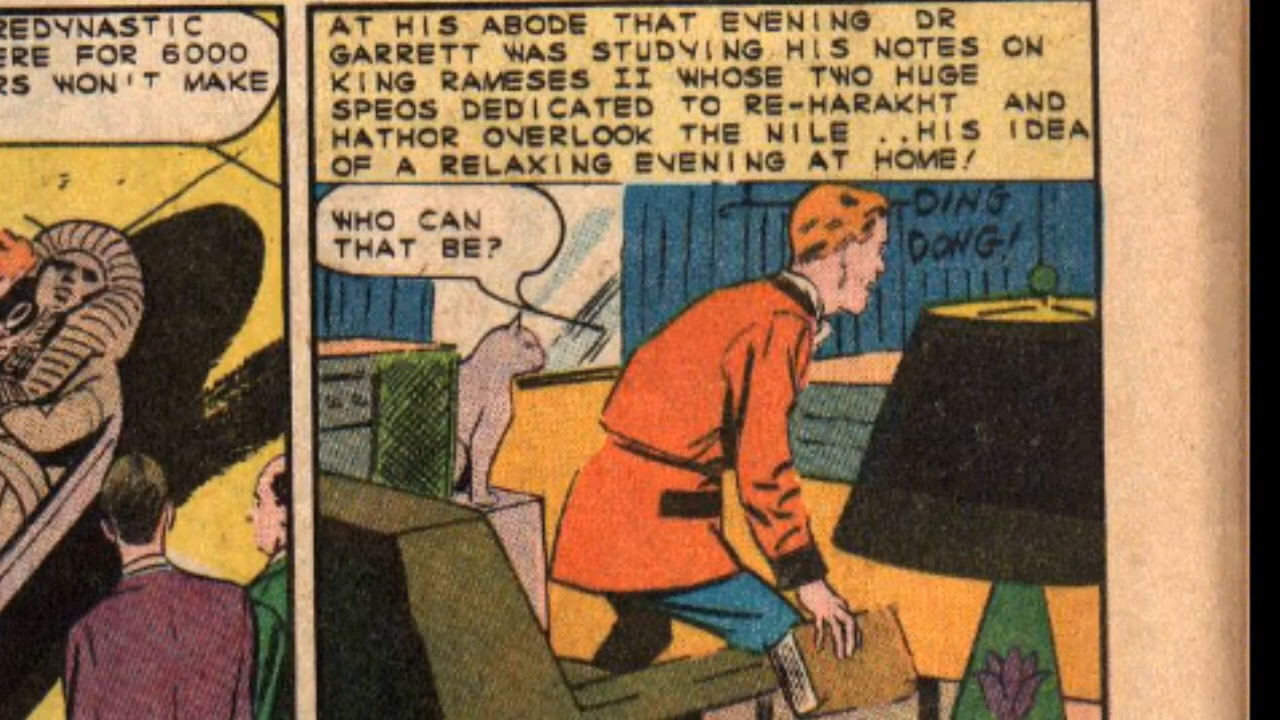 REDYNASTIC
ERE FOR 6000
RS WON'T MAKE
AT HIS ABODE THAT EVENING DR
GARRETT WAS STUDYING HIS NOTES ON
KING RAMESES II WHOSE TWO HUGE
SPEOS DEDICATED TO RE-HARAKHT AND
HATHOR OVERLOOK THE NILE ..HIS IDEA
OF A RELAXING EVENING AT HOME!
WHO CAN
THAT BE?
DING
DONG!